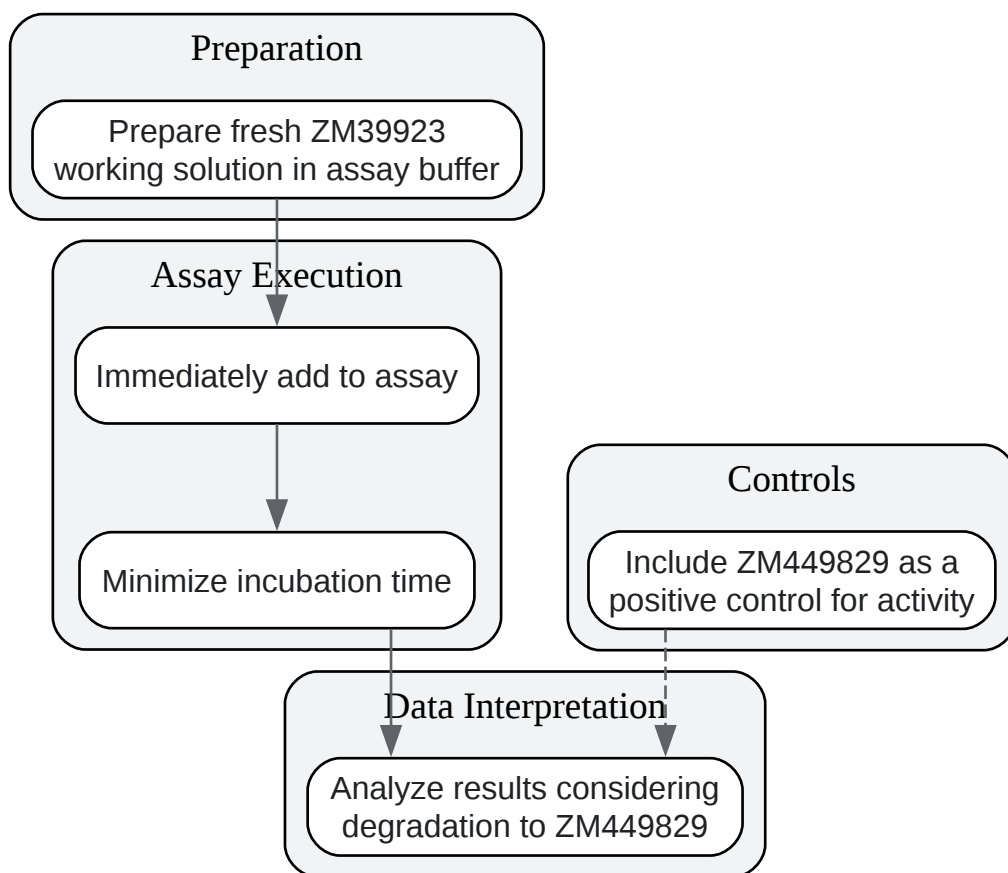 Preparation
Prepare fresh ZM39923
working solution in assay buffer
Assay Execution
Immediately add to assay
Minimize incubation time
Controls
Include ZM449829 as a
positive control for activity
Data Interpretation
Analyze results considering
degradation to ZM449829